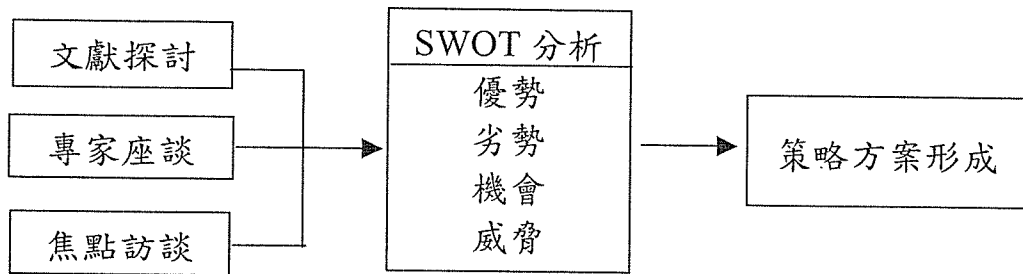 文獻探討
專家座談
焦點訪談
SWOT 分析
優勢
劣勢
機會
威脅
策略方案形成